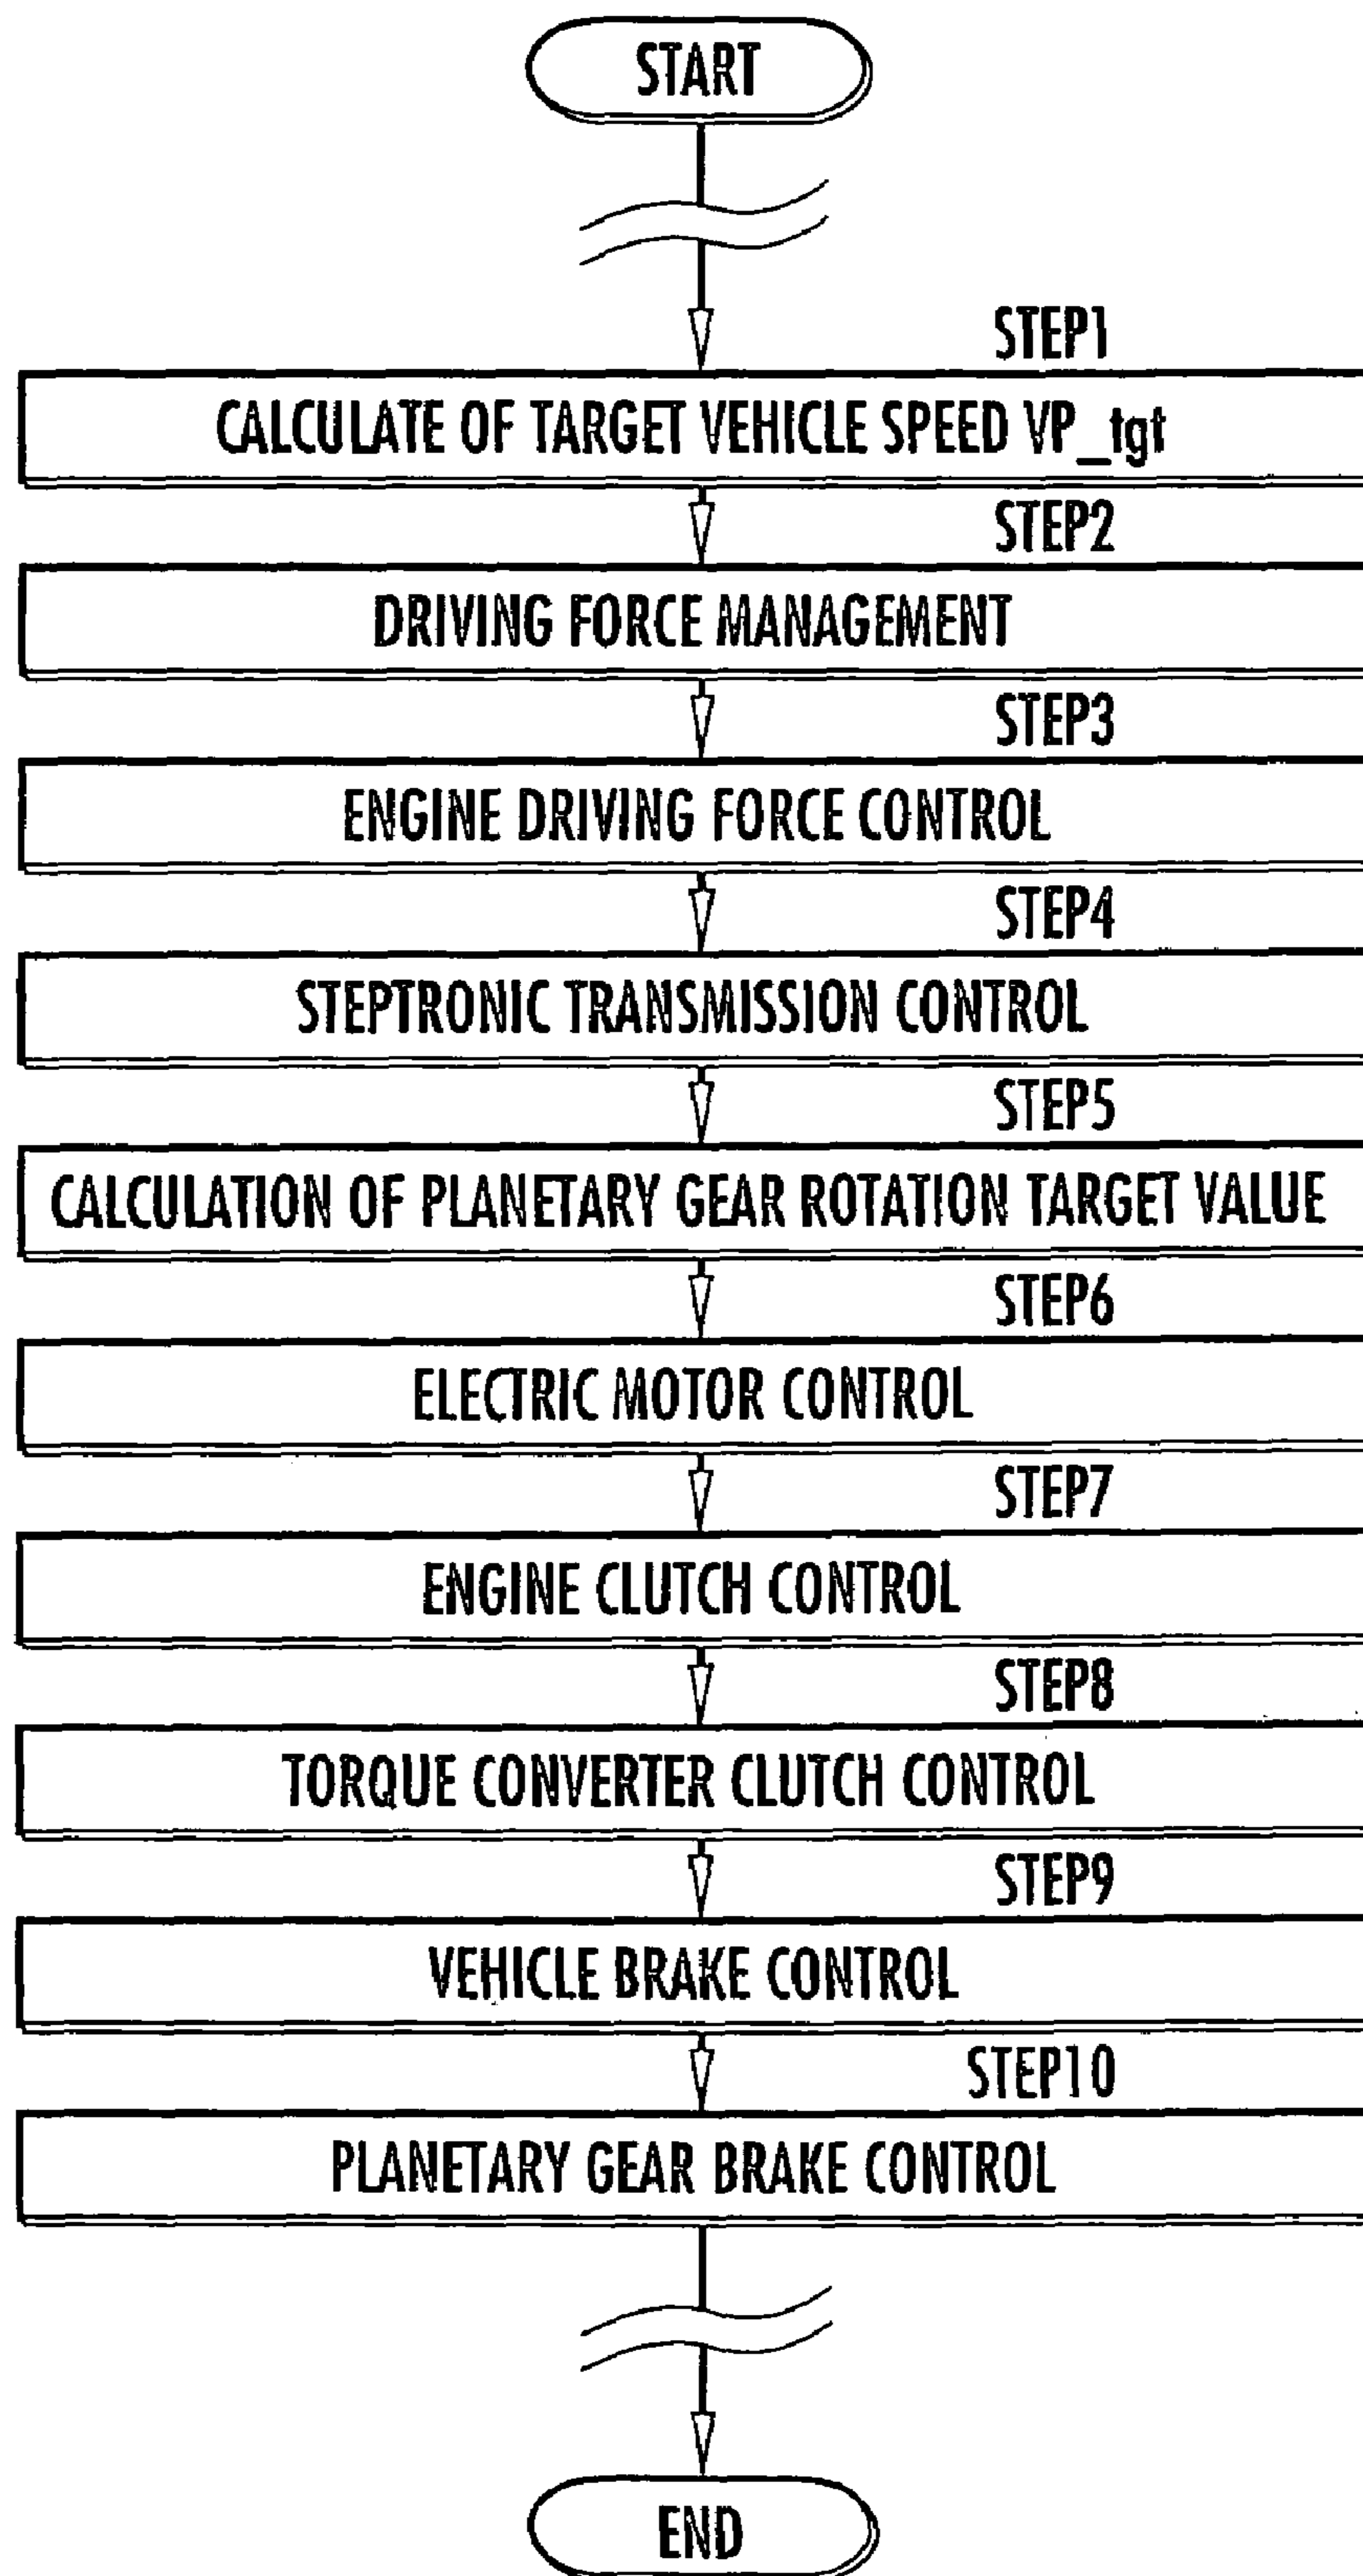 START
STEP1
CALCULATE OF TARGET VEHICLE SPEED VP_tgt
STEP2
DRIVING FORCE MANAGEMENT
STEP3
ENGINE DRIVING FORCE CONTROL
STEP4
STEPTRONIC TRANSMISSION CONTROL
STEP5
CALCULATION OF PLANETARY GEAR ROTATION TARGET VALUE
STEP6
ELECTRIC MOTOR CONTROL
STEP7
ENGINE CLUTCH CONTROL
STEP8
TORQUE CONVERTER CLUTCH CONTROL
STEP9
VEHICLE BRAKE CONTROL
STEP10
PLANETARY GEAR BRAKE CONTROL
END